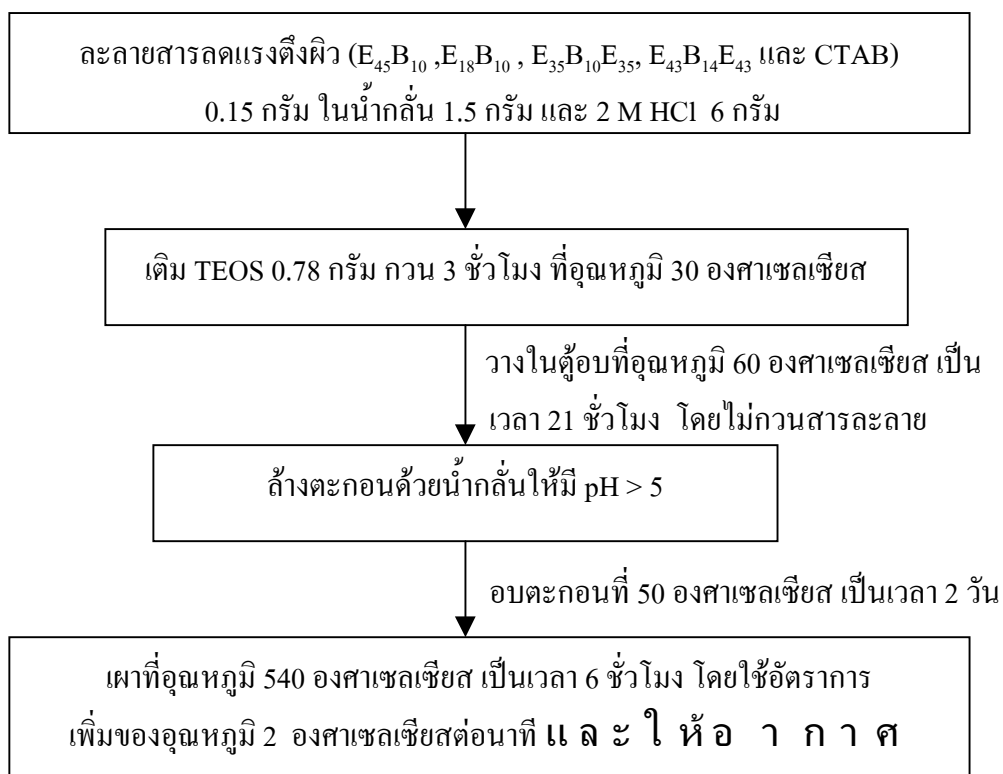 ละลายสารลดแรงตึงผิว (E₄₅B₁₀ ,E₁₈B₁₀ , E₃₅B₁₀E₃₅, E₄₃B₁₄E₄₃ และ CTAB)
0.15 กรัม ในน้ำกลั่น 1.5 กรัม และ 2 M HCl 6 กรัม
เติม TEOS 0.78 กรัม กวน 3 ชั่วโมง ที่อุณหภูมิ 30 องศาเซลเซียส
วางในตู้อบที่อุณหภูมิ 60 องศาเซลเซียส เป็น
เวลา 21 ชั่วโมง โดยไม่กวนสารละลาย
ล้างตะกอนด้วยน้ำกลั่นให้มี pH > 5
อบตะกอนที่ 50 องศาเซลเซียส เป็นเวลา 2 วัน
เผาที่อุณหภูมิ 540 องศาเซลเซียส เป็นเวลา 6 ชั่วโมง โดยใช้อัตราการ
เพิ่มของอุณหภูมิ 2 องศาเซลเซียสต่อนาที และให้อากาศ